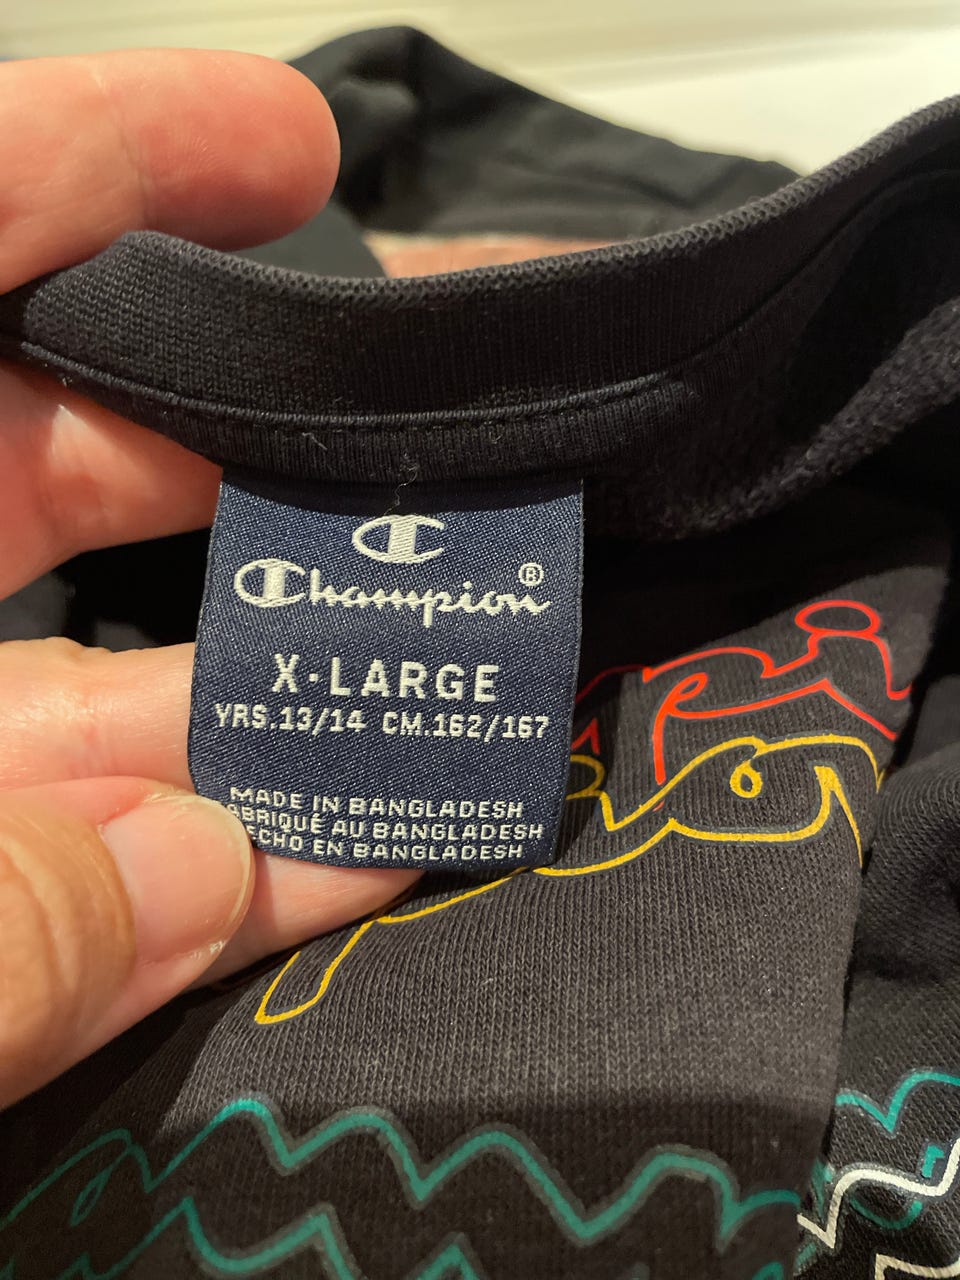 Champion®
X-LARGE
YRS.13/14 CM.162/167
MADE IN BANGLADESH
ABRIQUÉ AU BANGLADESH
ECHO EN BANGLADESH